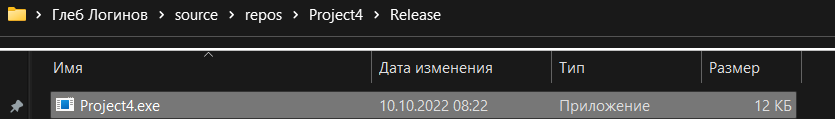 Глеб Логинов > source > repos > Project4 > Release
Имя Дата изменения Тип Размер
Project4.exe 10.10.2022 08:22 Приложение 12 КБ